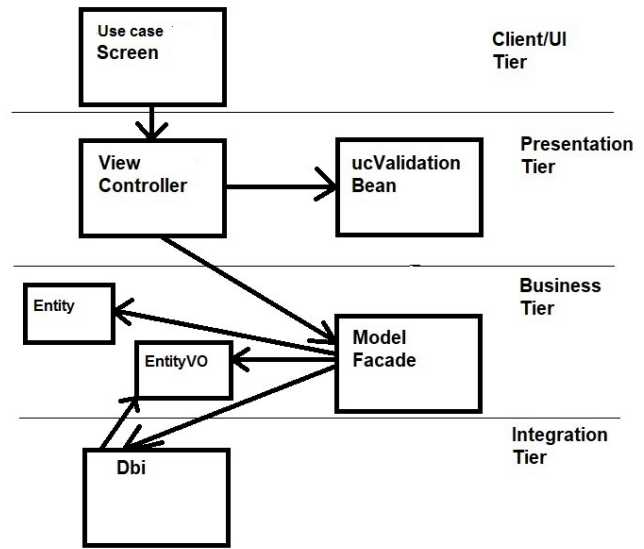 Use case
Screen
Client/UI
Tier
View
Controller
ucValidation
Bean
Presentation
Tier
Entity
EntityVO
Model
Facade
Business
Tier
Dbi
Integration
Tier